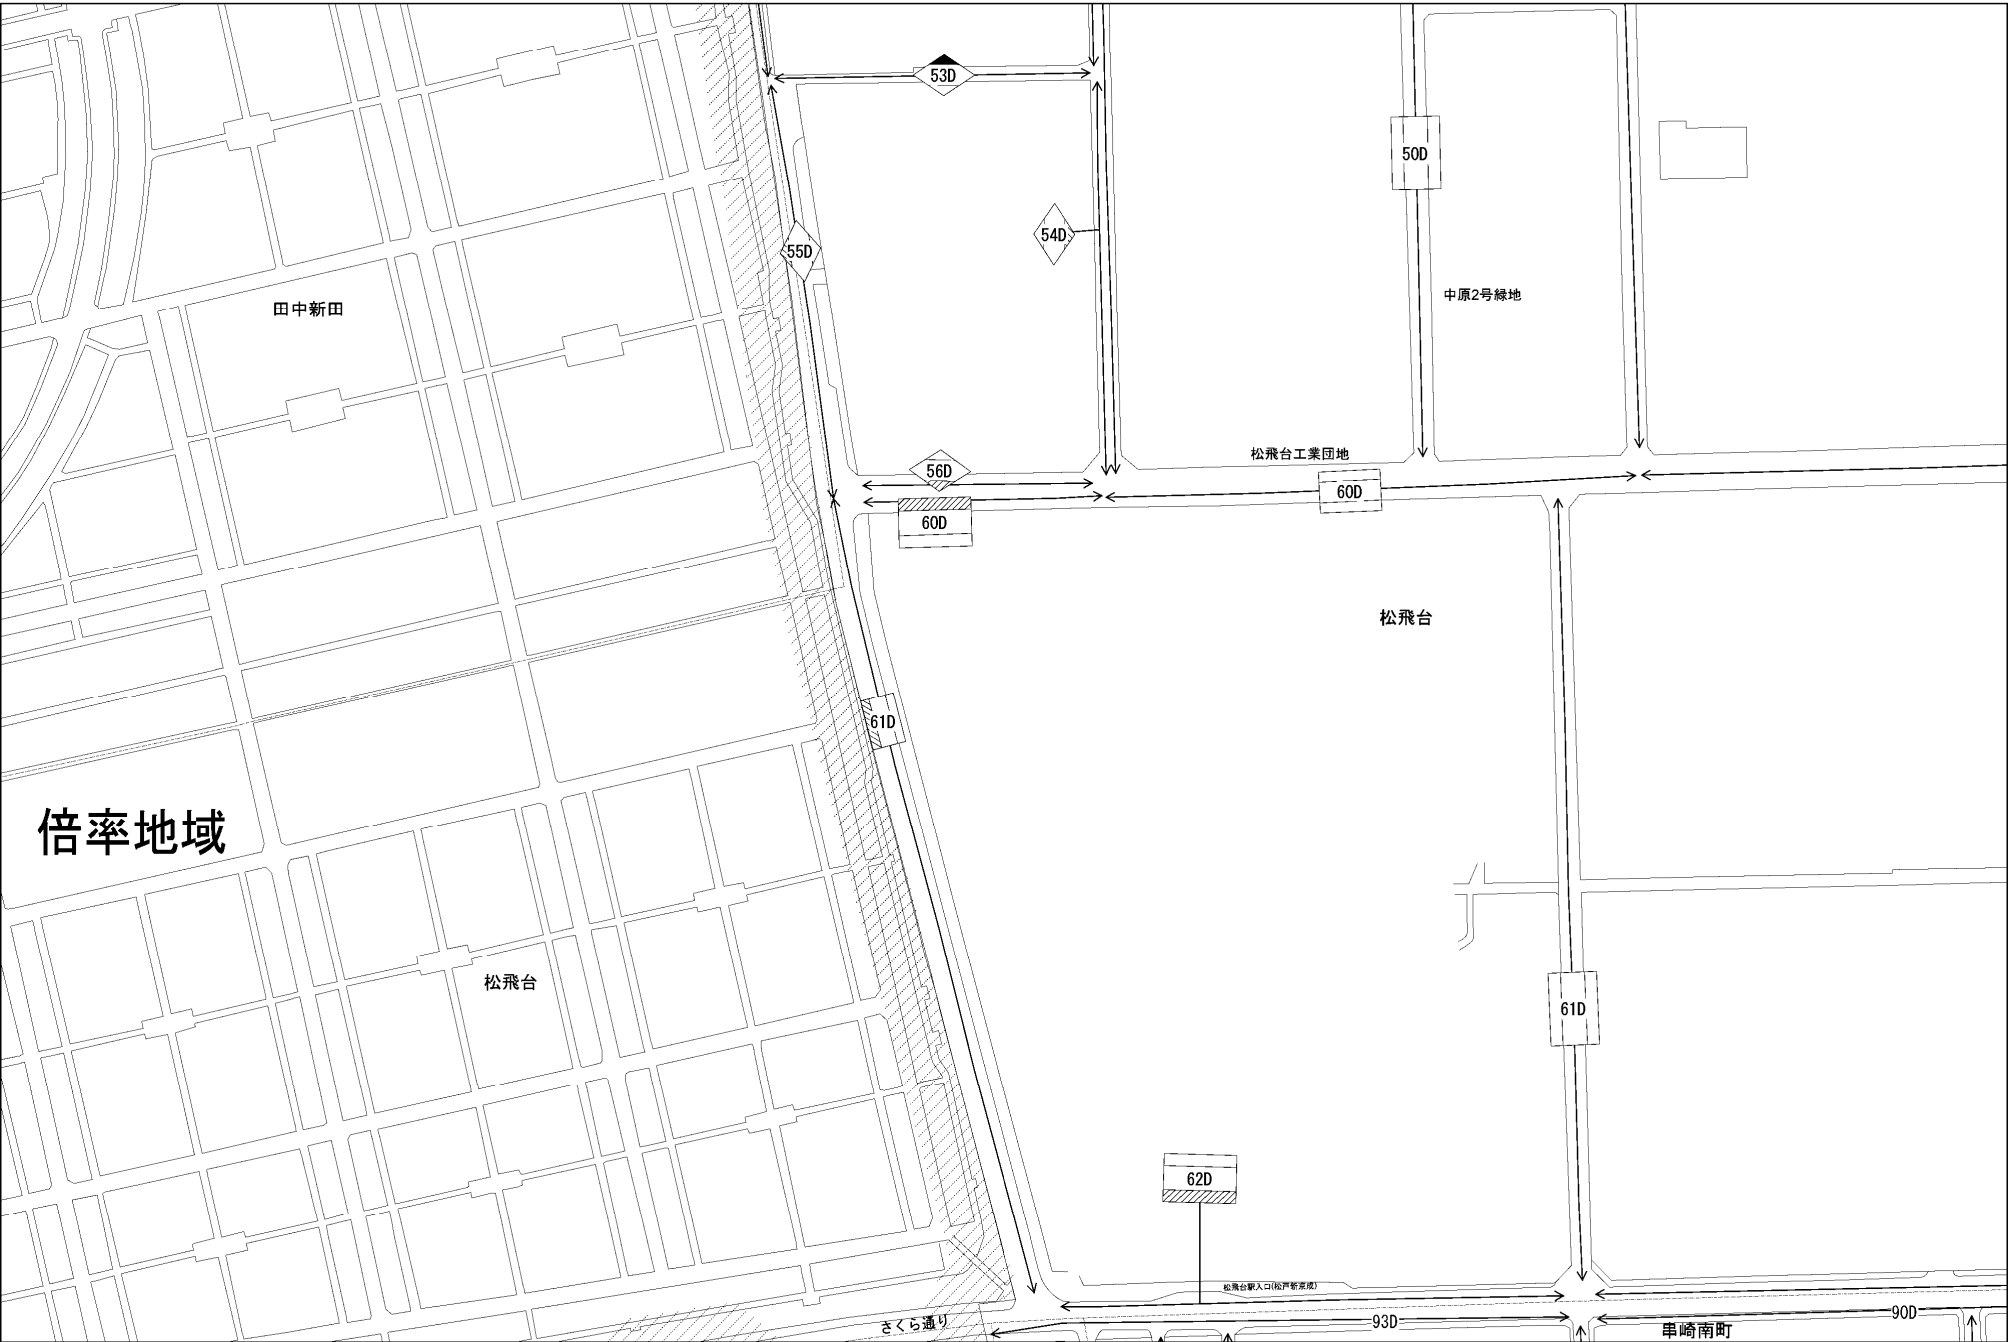 53D
50D
54D
55D
田中新田
中原2号緑地
松飛台工業団地
56D
60D
60D
松飛台
61D
倍率地域
松飛台
61D
62D
松飛台駅入口(松戸新京成)
さくら通り
93D
90D
串崎南町